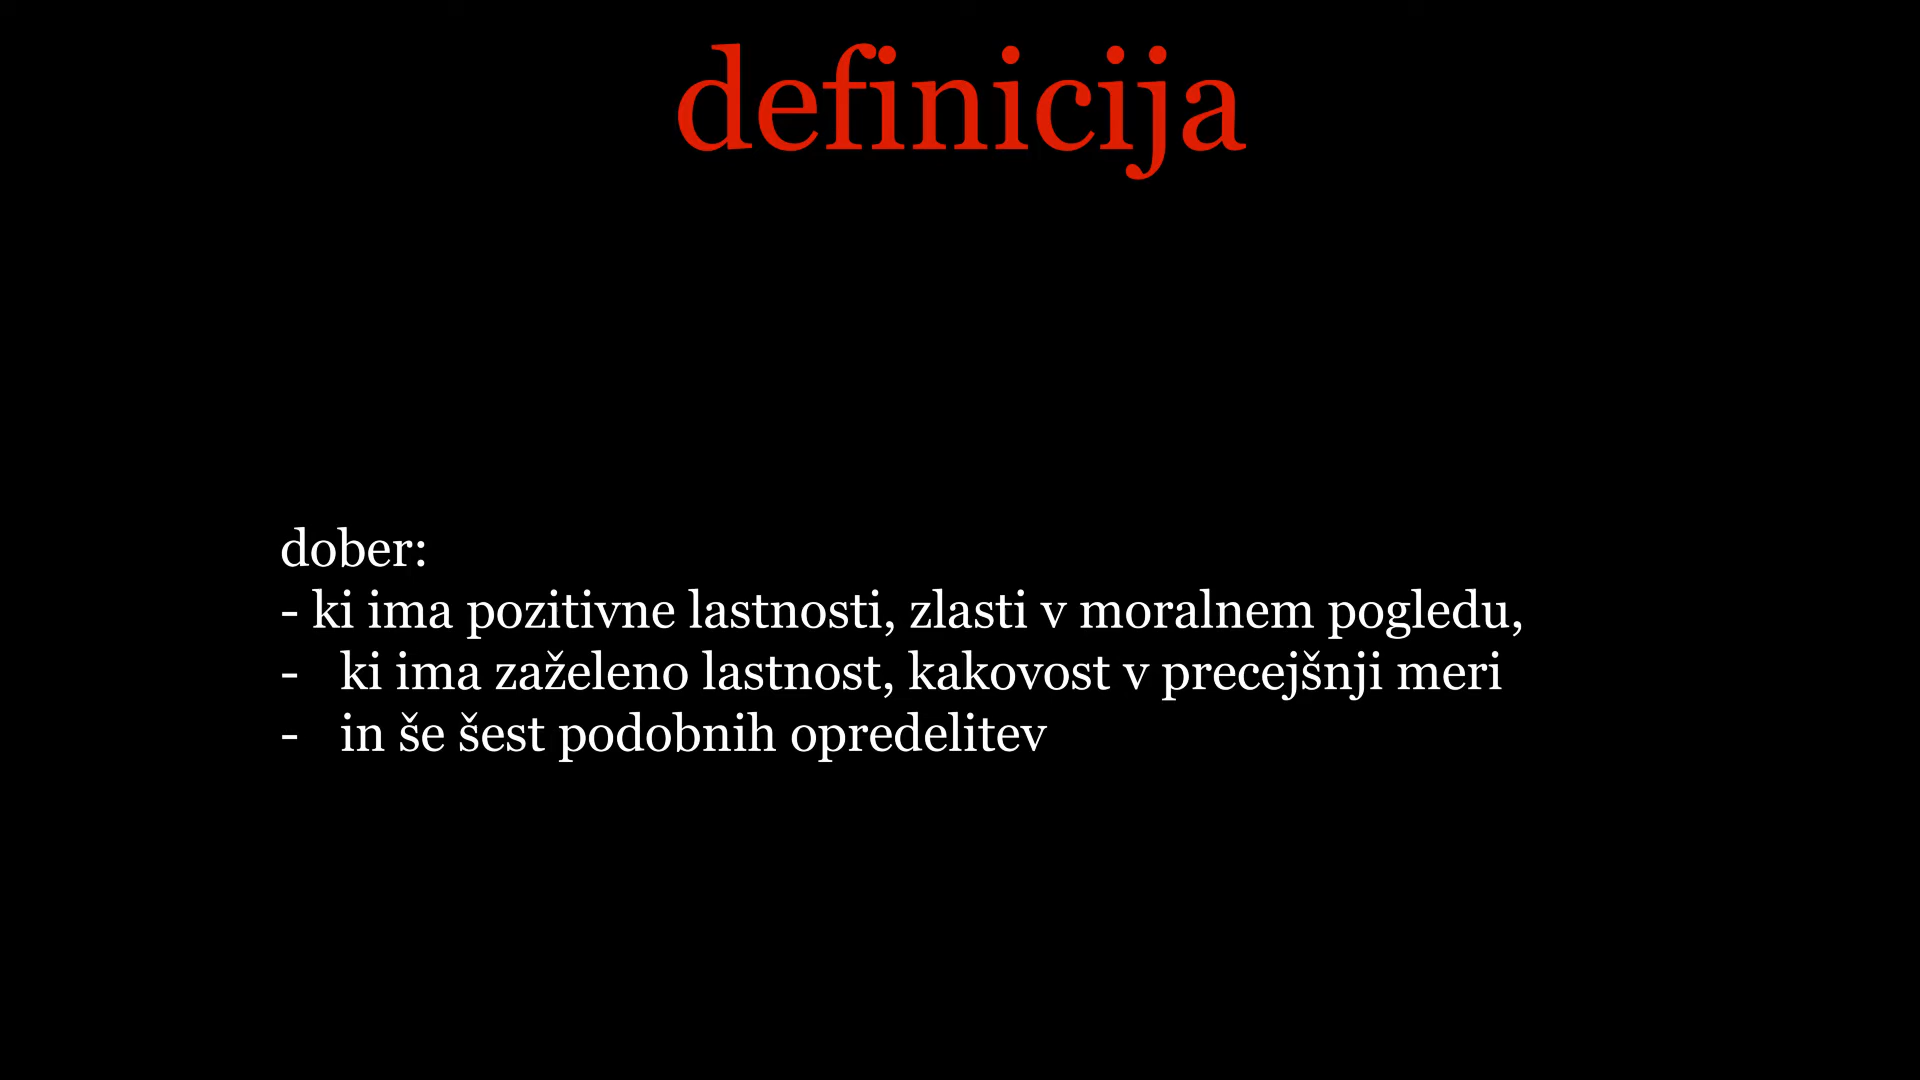 definicija
dober:
- ki ima pozitivne lastnosti, zlasti v moralnem pogledu,
- ki ima zaželeno lastnost, kakovost v precejšnji meri
- in še šest podobnih opredelitev